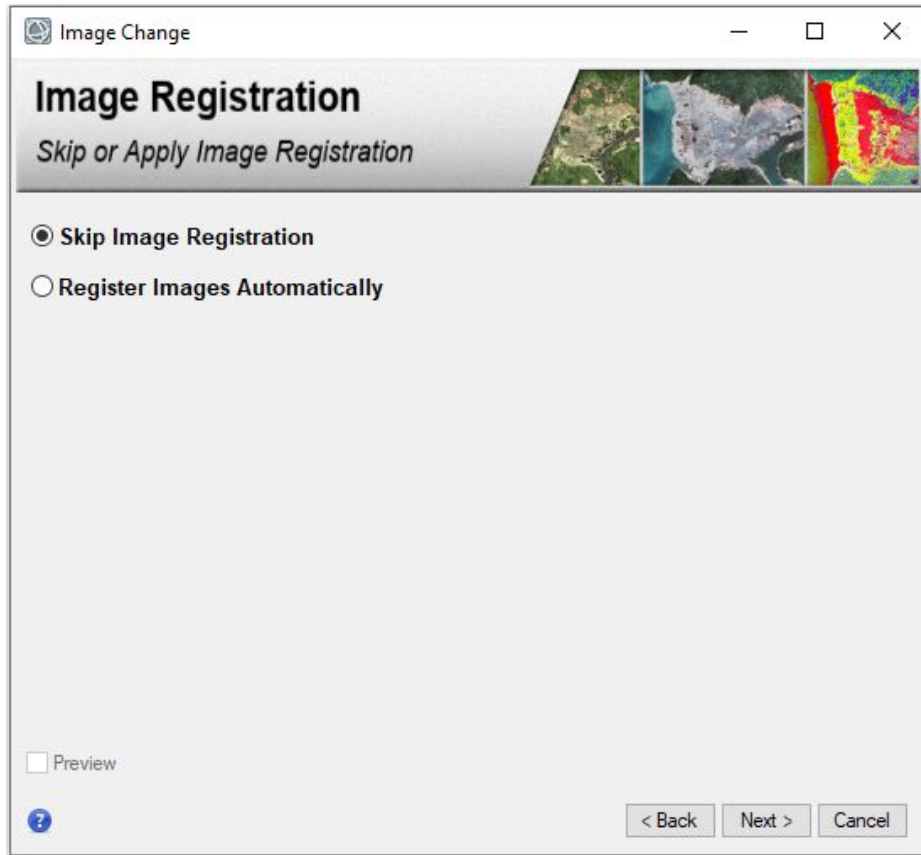 Image Change
Image Registration
Skip or Apply Image Registration
Skip Image Registration
Register Images Automatically
Preview
? < Back Next > Cancel